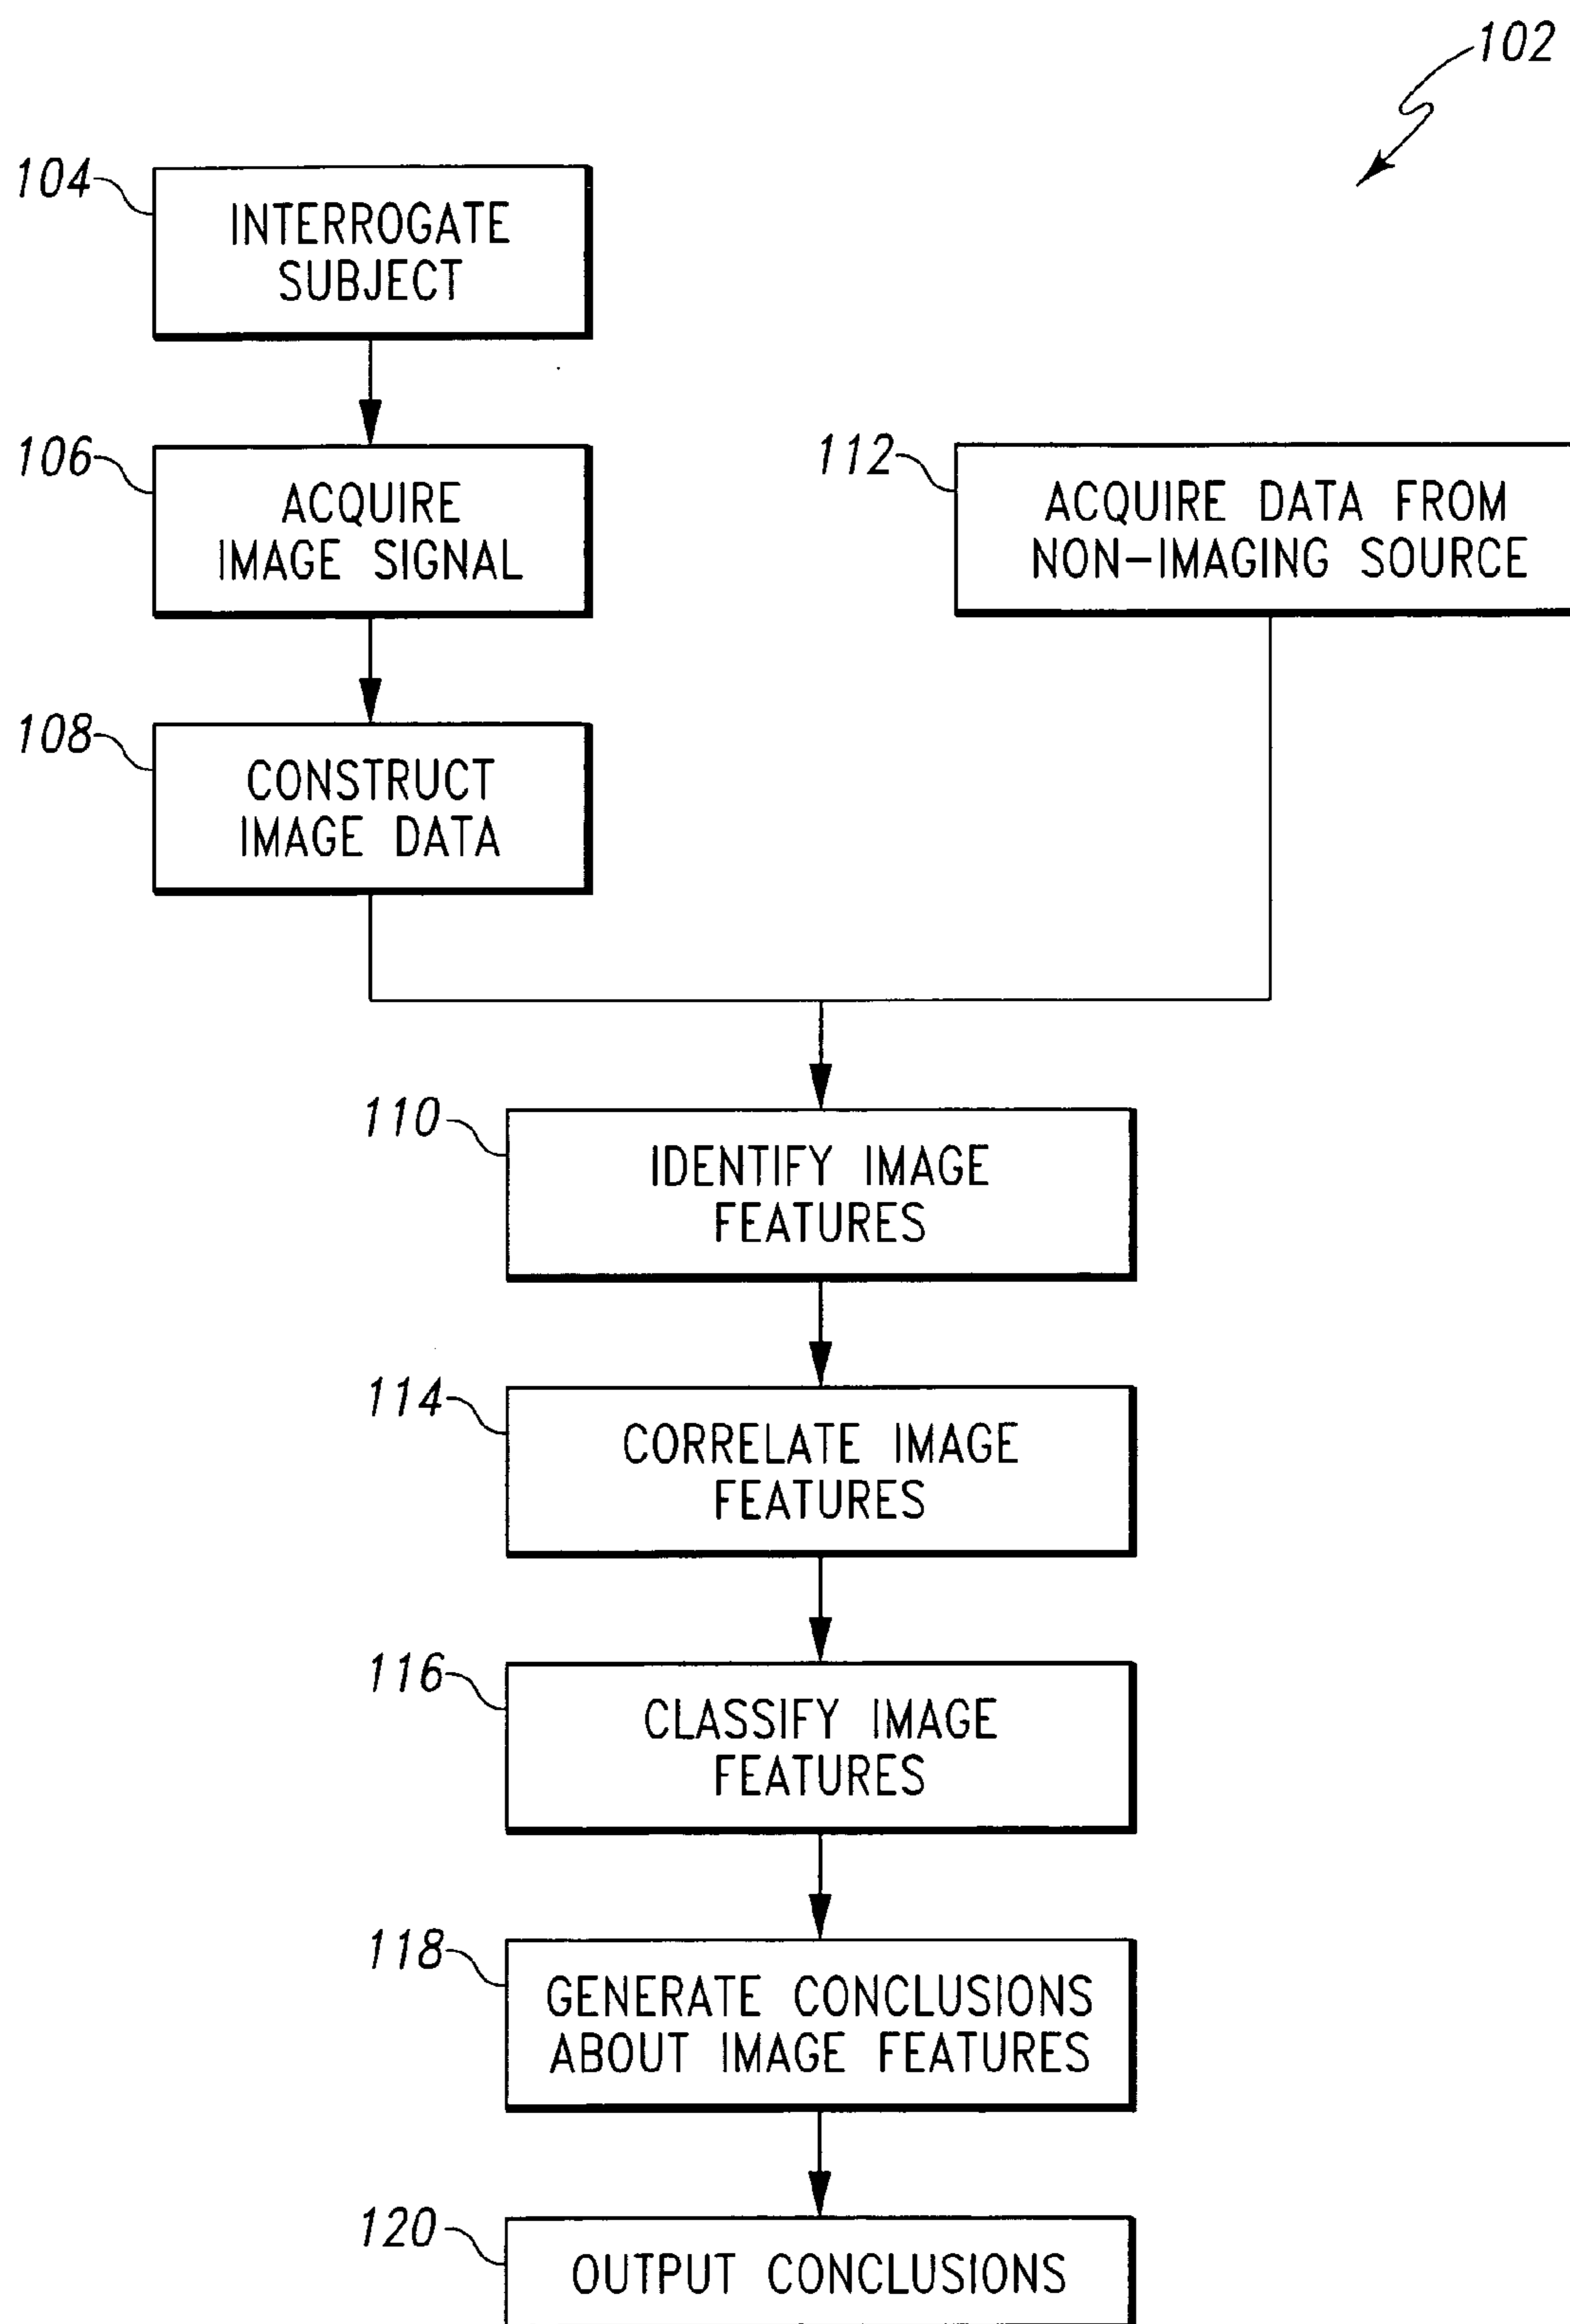 102
104
INTERROGATE
SUBJECT
106
ACQUIRE
IMAGE SIGNAL
112
ACQUIRE DATA FROM
NON-IMAGING SOURCE
108
CONSTRUCT
IMAGE DATA
110
IDENTIFY IMAGE
FEATURES
114
CORRELATE IMAGE
FEATURES
116
CLASSIFY IMAGE
FEATURES
118
GENERATE CONCLUSIONS
ABOUT IMAGE FEATURES
120
OUTPUT CONCLUSIONS